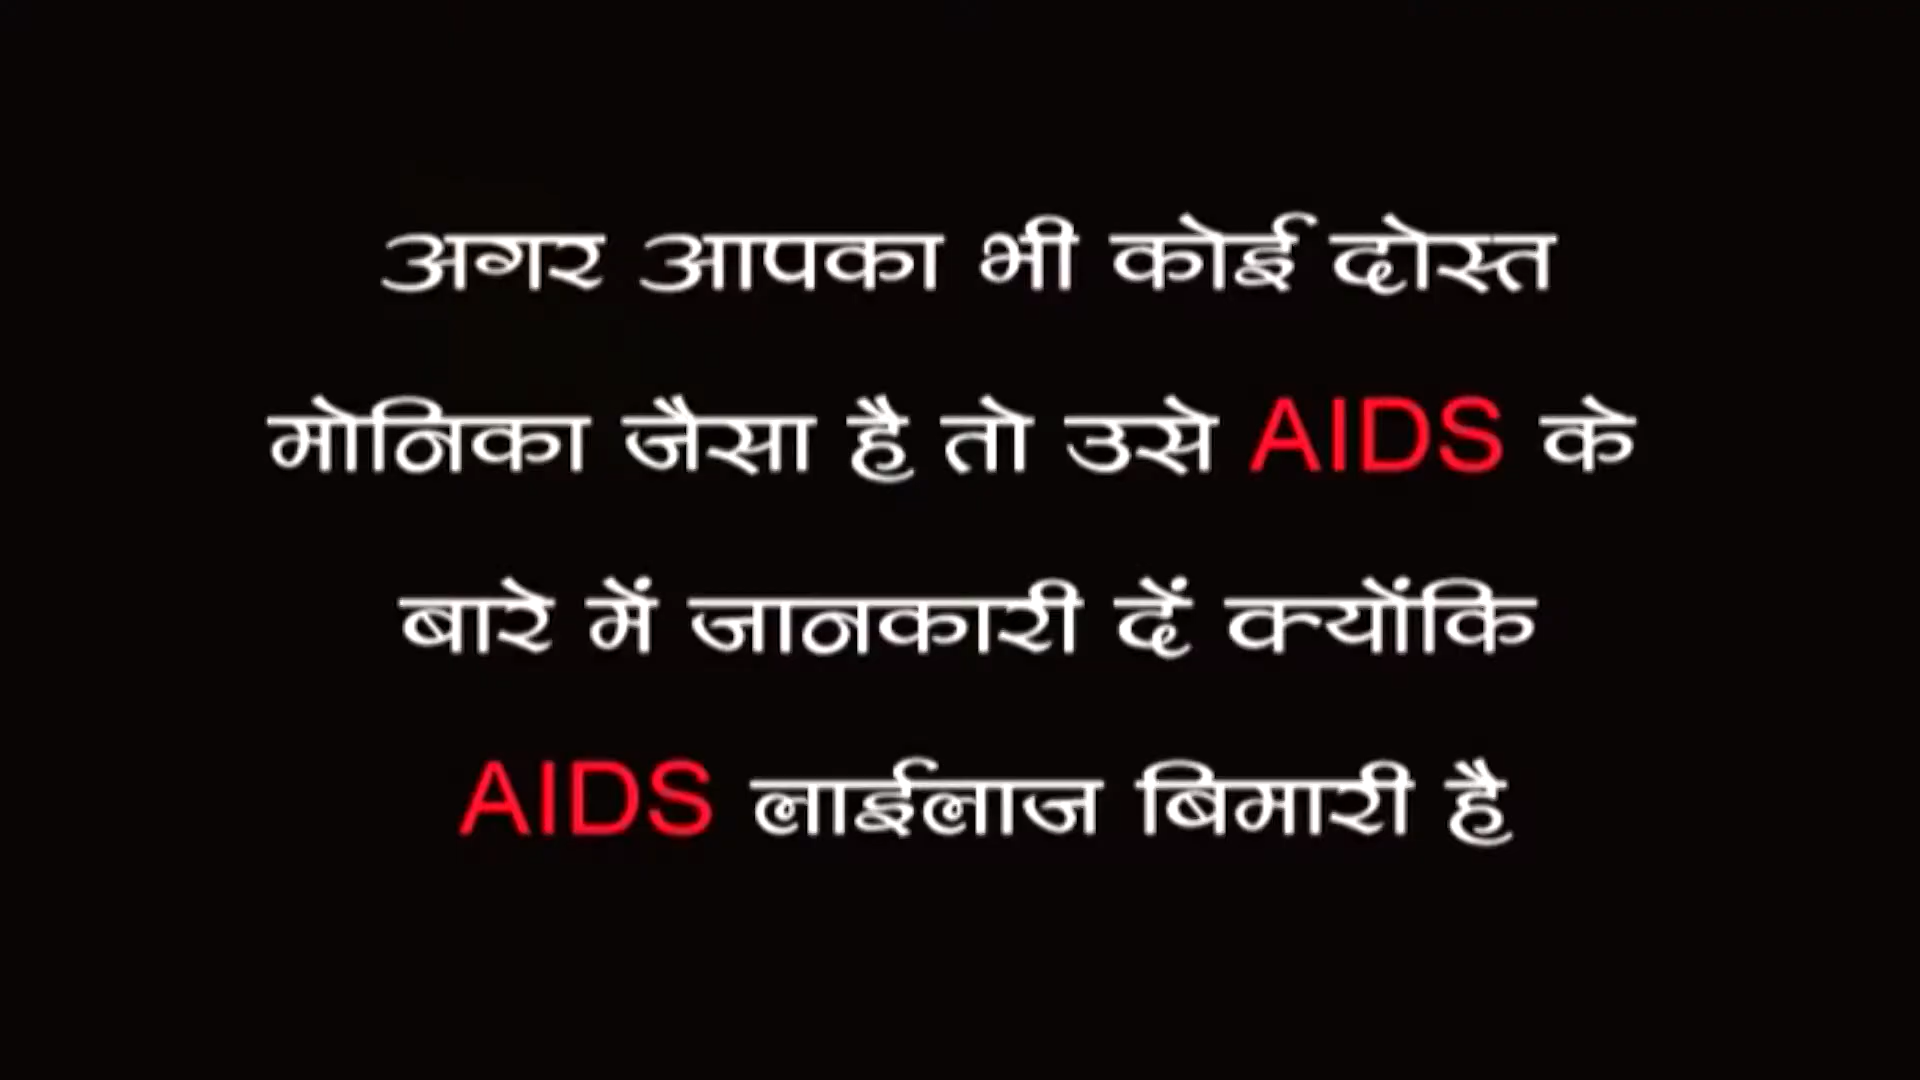 अगर आपका भी कोई दोस्त
मोनिका जैसा है तो उसे AIDS के
बारे में जानकारी दें क्योंकि
AIDS लाईलाज बिमारी है